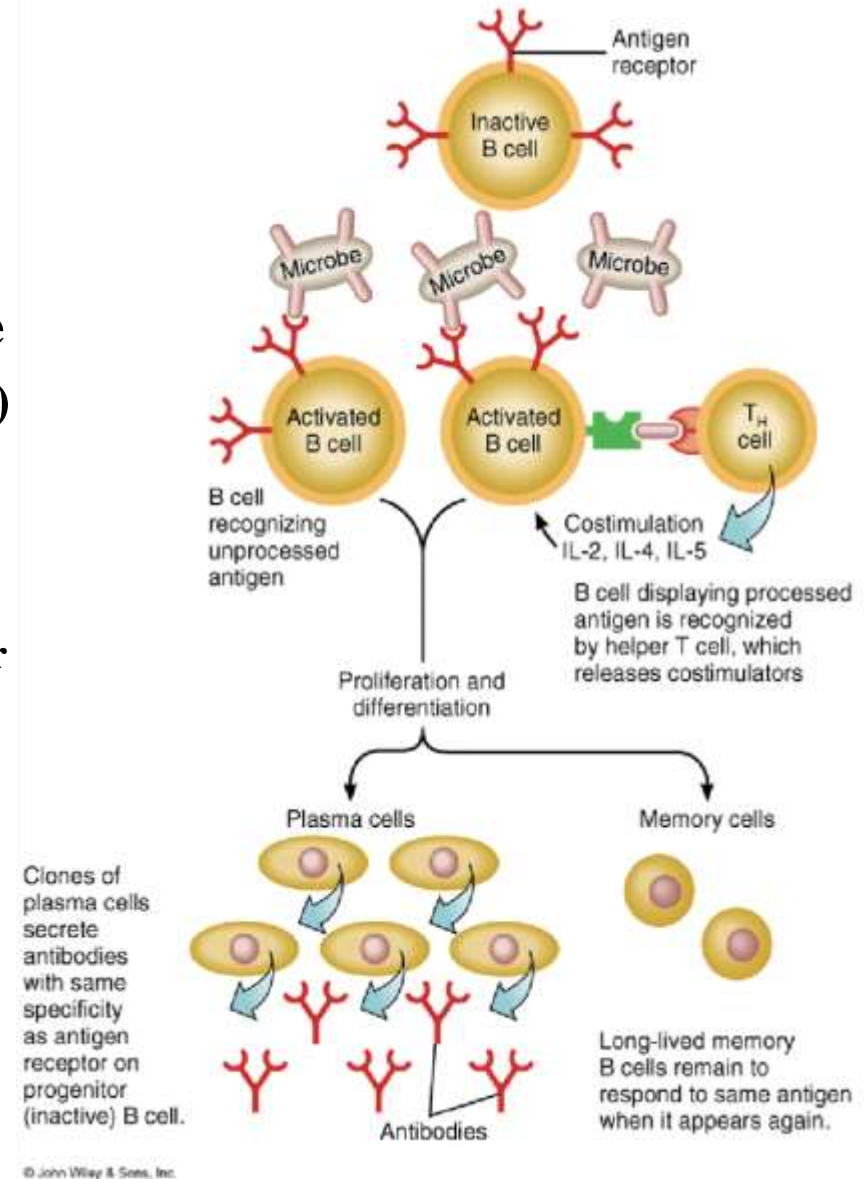 Antigen
receptor
Inactive
B cell
Microbe
Microbe
Microbe
e
)
Activated
B cell
Activated
B cell
TH
cell
B cell
recognizing
unprocessed
antigen
Costimulation
IL-2, IL-4, IL-5
B cell displaying processed
antigen is recognized
by helper T cell, which
releases costimulators
r
Proliferation and
differentiation
Plasma cells
Memory cells
Clones of
plasma cells
secrete
antibodies
with same
specificity
as antigen
receptor on
progenitor
(inactive) B cell.
Long-lived memory
B cells remain to
respond to same antigen
when it appears again.
Antibodies
© John Wiley & Sons, Inc.